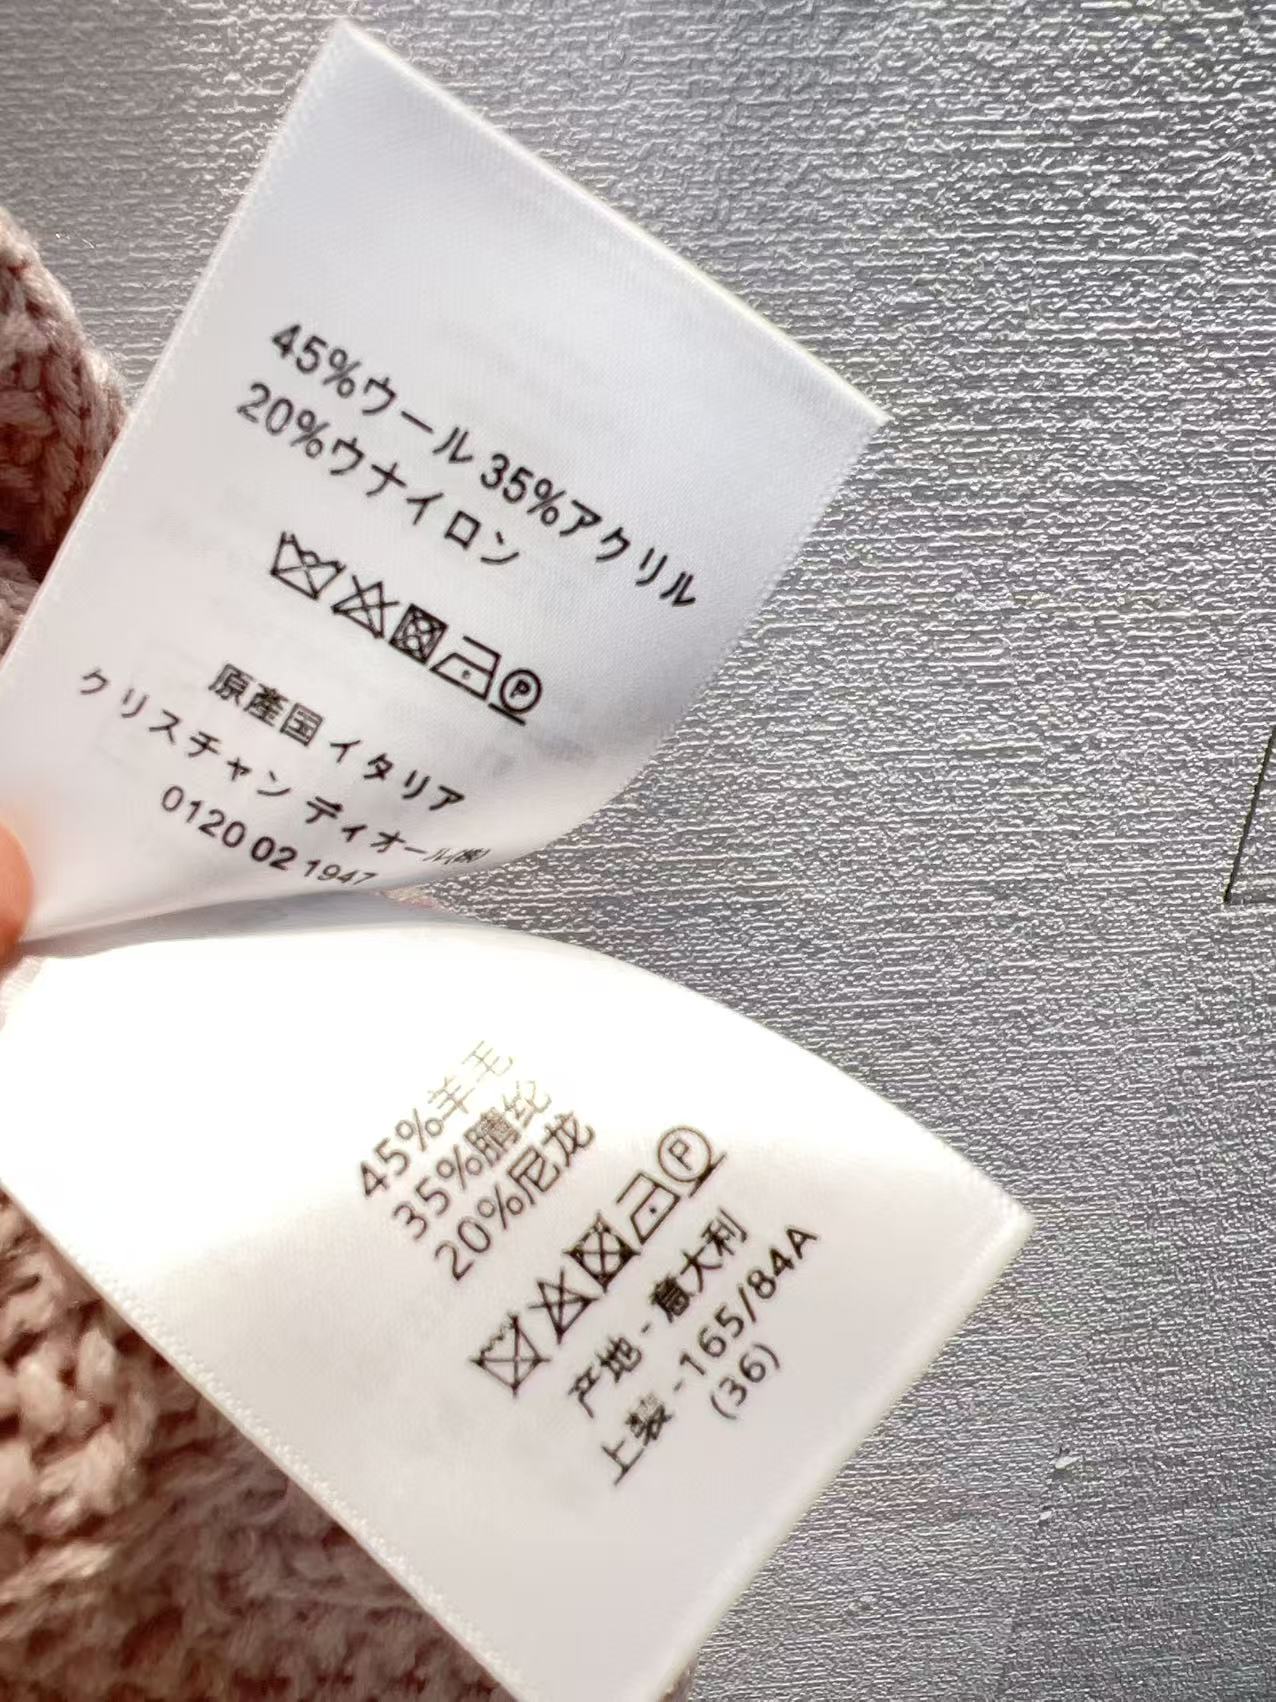 45%ウール 35%アクリル
20%ウナイロン
原產国 イタリア
クリスチャン ディオール(株)
0120 02 1947
45%羊毛
35%腈纶
20%尼龙
产地 - 意大利
上裝 -165/84A
(36)